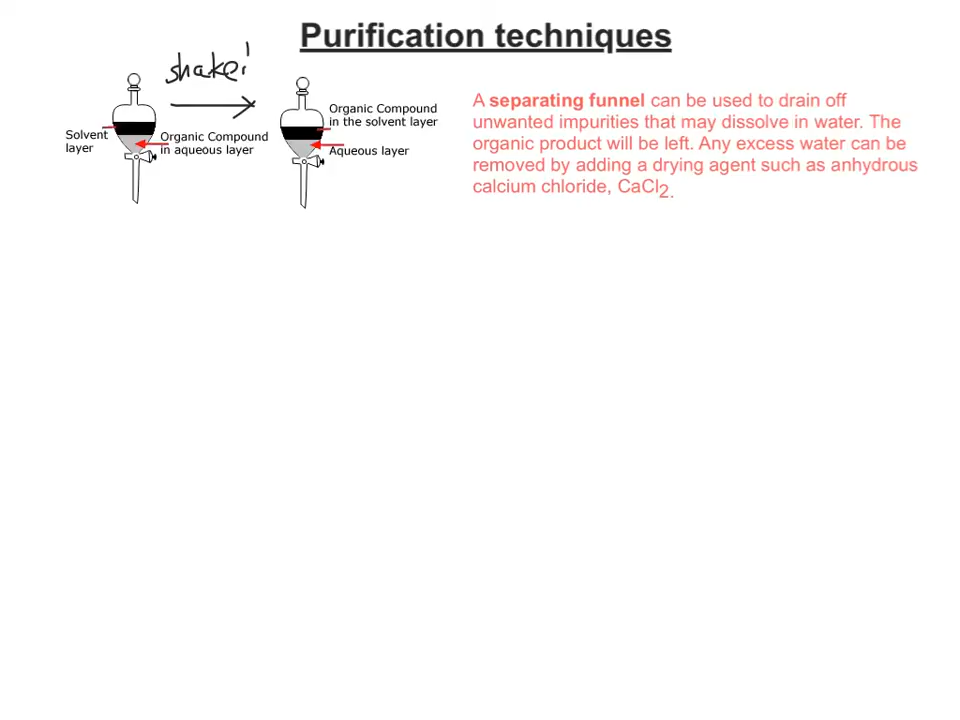 Purification techniques
shake!
Solvent
layer
Organic Compound
in aqueous layer
Organic Compound
in the solvent layer
Aqueous layer
A separating funnel can be used to drain off
unwanted impurities that may dissolve in water. The
organic product will be left. Any excess water can be
removed by adding a drying agent such as anhydrous
calcium chloride, CaCl2.